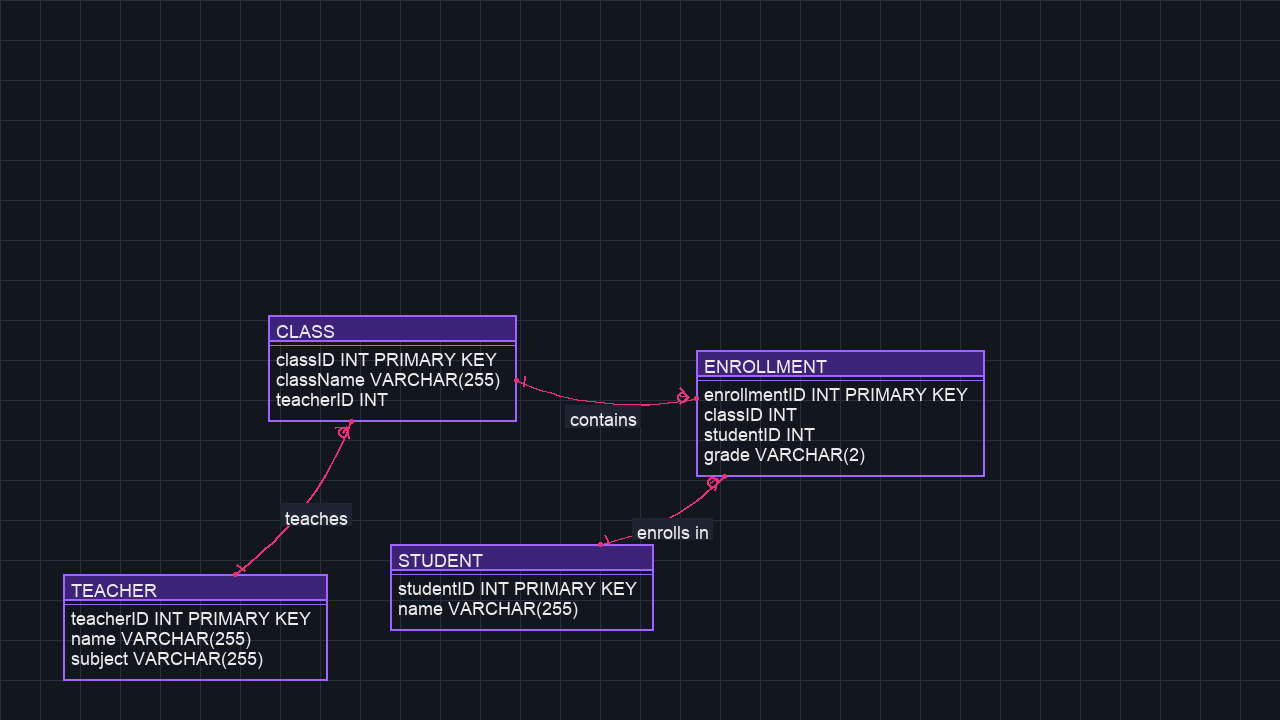 CLASS
classID INT PRIMARY KEY
className VARCHAR(255)
teacherID INT
ENROLLMENT
enrollmentID INT PRIMARY KEY
classID INT
studentID INT
grade VARCHAR(2)
contains
teaches
enrolls in
STUDENT
studentID INT PRIMARY KEY
name VARCHAR(255)
TEACHER
teacherID INT PRIMARY KEY
name VARCHAR(255)
subject VARCHAR(255)